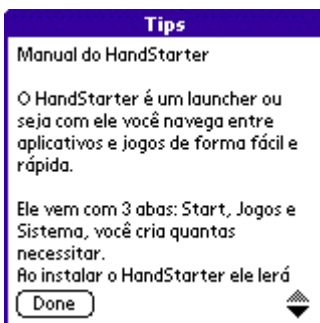 Tips
Manual do HandStarter
O HandStarter é um launcher ou
seja com ele você navega entre
aplicativos e jogos de forma fácil e
rápida.
Ele vem com 3 abas: Start, Jogos e
Sistema, você cria quantas
necessitar.
Ao instalar o HandStarter ele lerá
Done